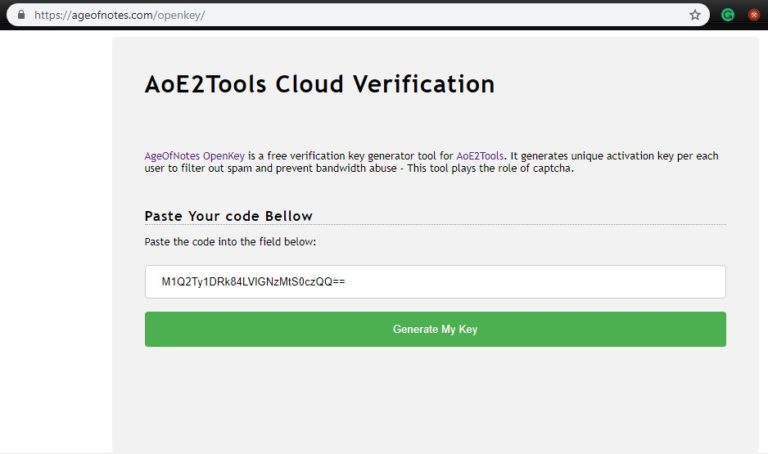 https://ageofnotes.com/openkey/
AoE2Tools Cloud Verification
AgeOfNotes OpenKey is a free verification key generator tool for AoE2Tools. It generates unique activation key per each
user to filter out spam and prevent bandwidth abuse - This tool plays the role of captcha.
Paste Your code Bellow
Paste the code into the field below:
M1Q2Ty1DRk84LVlGNzMtS0czQQ==
Generate My Key